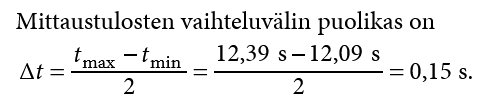 Mittaustulosten vaihteluvälin puolikas on
Δt = (t_max − t_min)/2 = (12,39 s − 12,09 s)/2 = 0,15 s.